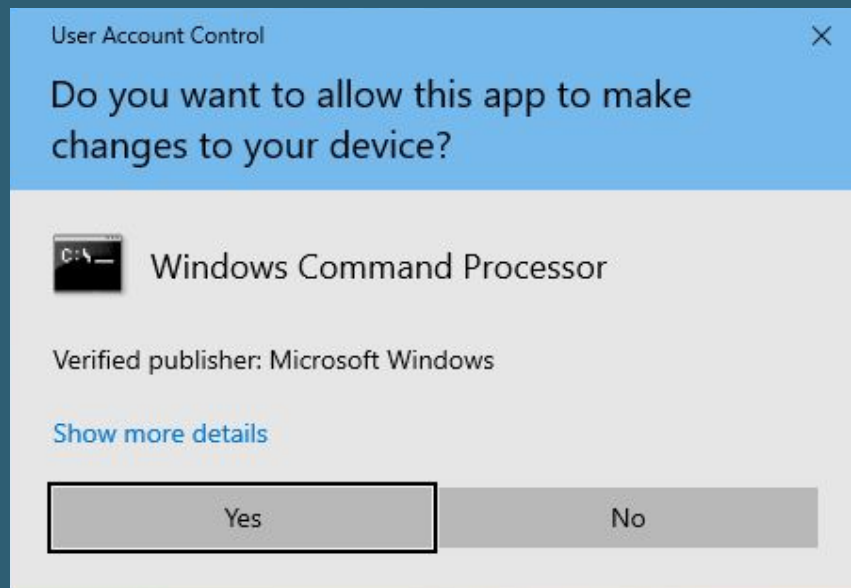 User Account Control
Do you want to allow this app to make
changes to your device?
C:\_
Windows Command Processor
Verified publisher: Microsoft Windows
Show more details
Yes
No